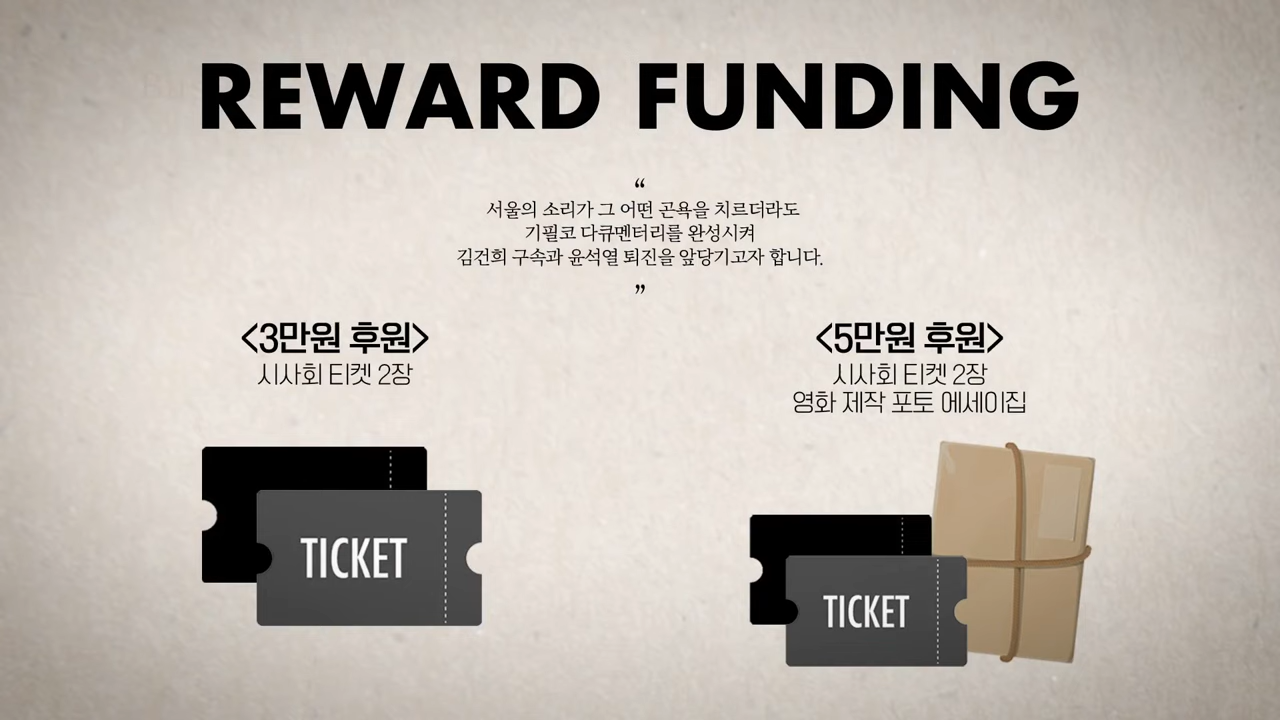 REWARD FUNDING
“
서울의 소리가 그 어떤 곤욕을 치르더라도
기필코 다큐멘터리를 완성시켜
김건희 구속과 윤석열 퇴진을 앞당기고자 합니다.
”
<3만원 후원>
시사회 티켓 2장
<5만원 후원>
시사회 티켓 2장
영화 제작 포토 에세이집
TICKET
TICKET